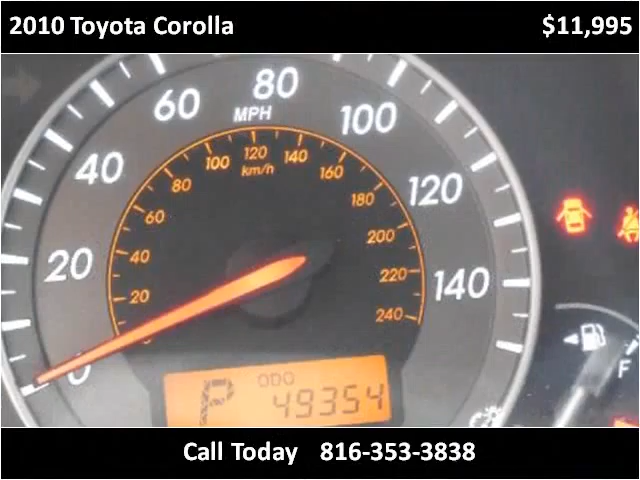 2010 Toyota Corolla $11,995
80
60 100
MPH
120
100 140
km/h
40 80 160 120
60 180
200
20 40 220 140
20 240
0
ODO
P 49354
F
Call Today 816-353-3838